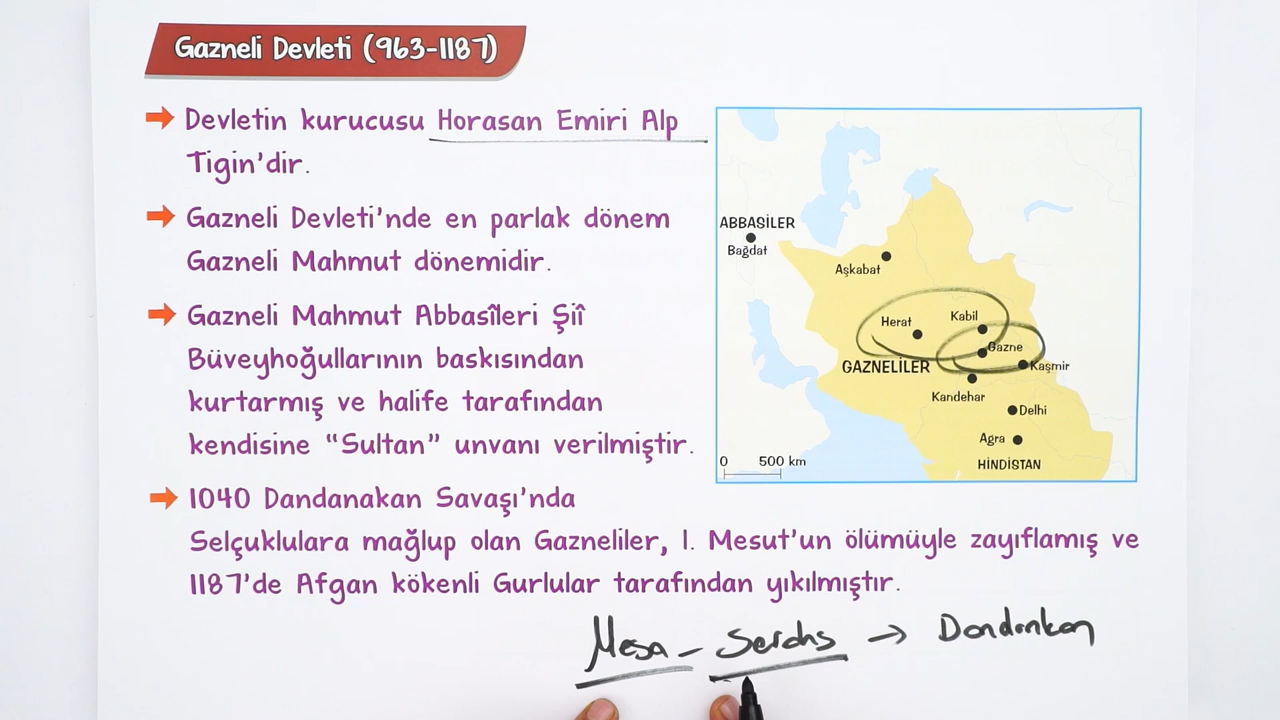 Gazneli Devleti (963-1187)
Devletin kurucusu Horasan Emiri Alp
Tigin'dir.
Gazneli Devleti'nde en parlak dönem
Gazneli Mahmut dönemidir.
Gazneli Mahmut Abbasîleri Şiî
Büveyhoğullarının baskısından
kurtarmış ve halife tarafından
kendisine “Sultan” unvanı verilmiştir.
1040 Dandanakan Savaşı'nda
Selçuklulara mağlup olan Gazneliler, I. Mesut'un ölümüyle zayıflamış ve
1187'de Afgan kökenli Gurlular tarafından yıkılmıştır.
ABBASİLER
Bağdat
Aşkabat
Herat
Kabil
Gazne
GAZNELİLER
Kaşmir
Kandehar
Delhi
Agra
HİNDİSTAN
0 500 km
Nesa - Serahs → Dandanakan